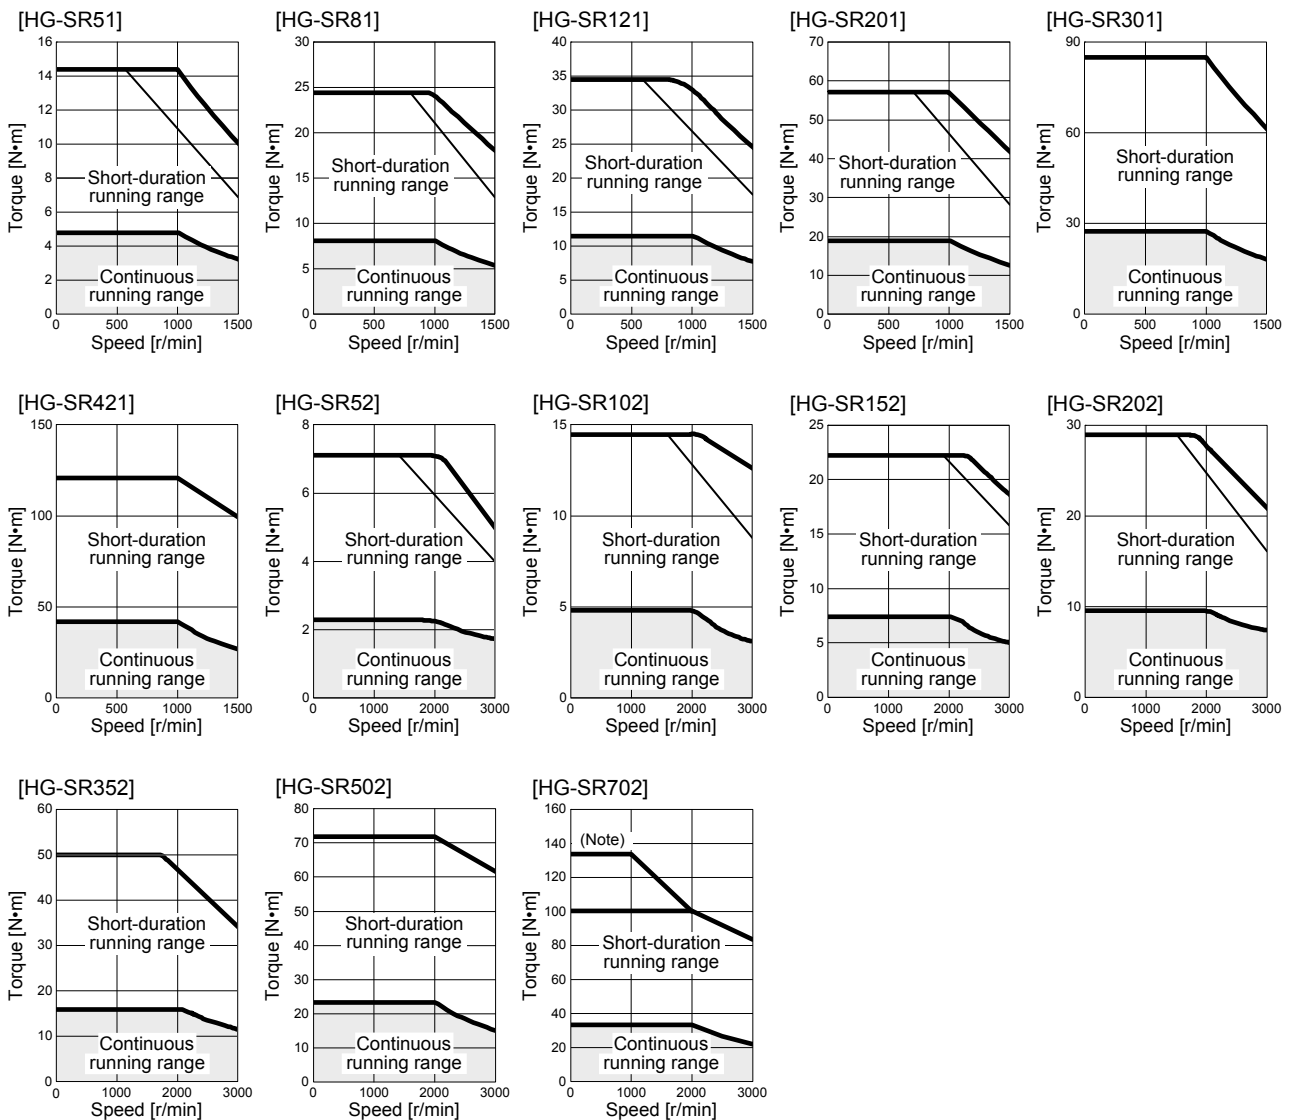 [HG-SR51]
16
14
12
10
8
6
4
2
0
Torque [N•m]
Short-duration
running range
Continuous
running range
0 500 1000 1500
Speed [r/min]
[HG-SR81]
30
25
20
15
10
5
0
Torque [N•m]
Short-duration
running range
Continuous
running range
0 500 1000 1500
Speed [r/min]
[HG-SR121]
40
35
30
25
20
15
10
5
0
Torque [N•m]
Short-duration
running range
Continuous
running range
0 500 1000 1500
Speed [r/min]
[HG-SR201]
70
60
50
40
30
20
10
0
Torque [N•m]
Short-duration
running range
Continuous
running range
0 500 1000 1500
Speed [r/min]
[HG-SR301]
90
60
30
0
Torque [N•m]
Short-duration
running range
Continuous
running range
0 500 1000 1500
Speed [r/min]
[HG-SR421]
150
100
50
0
Torque [N•m]
Short-duration
running range
Continuous
running range
0 500 1000 1500
Speed [r/min]
[HG-SR52]
8
6
4
2
0
Torque [N•m]
Short-duration
running range
Continuous
running range
0 1000 2000 3000
Speed [r/min]
[HG-SR102]
15
10
5
0
Torque [N•m]
Short-duration
running range
Continuous
running range
0 1000 2000 3000
Speed [r/min]
[HG-SR152]
25
20
15
10
5
0
Torque [N•m]
Short-duration
running range
Continuous
running range
0 1000 2000 3000
Speed [r/min]
[HG-SR202]
30
20
10
0
Torque [N•m]
Short-duration
running range
Continuous
running range
0 1000 2000 3000
Speed [r/min]
[HG-SR352]
60
50
40
30
20
10
0
Torque [N•m]
Short-duration
running range
Continuous
running range
0 1000 2000 3000
Speed [r/min]
[HG-SR502]
80
70
60
50
40
30
20
10
0
Torque [N•m]
Short-duration
running range
Continuous
running range
0 1000 2000 3000
Speed [r/min]
[HG-SR702]
160
140
120
100
80
60
40
20
0
Torque [N•m]
(Note)
Short-duration
running range
Continuous
running range
0 1000 2000 3000
Speed [r/min]